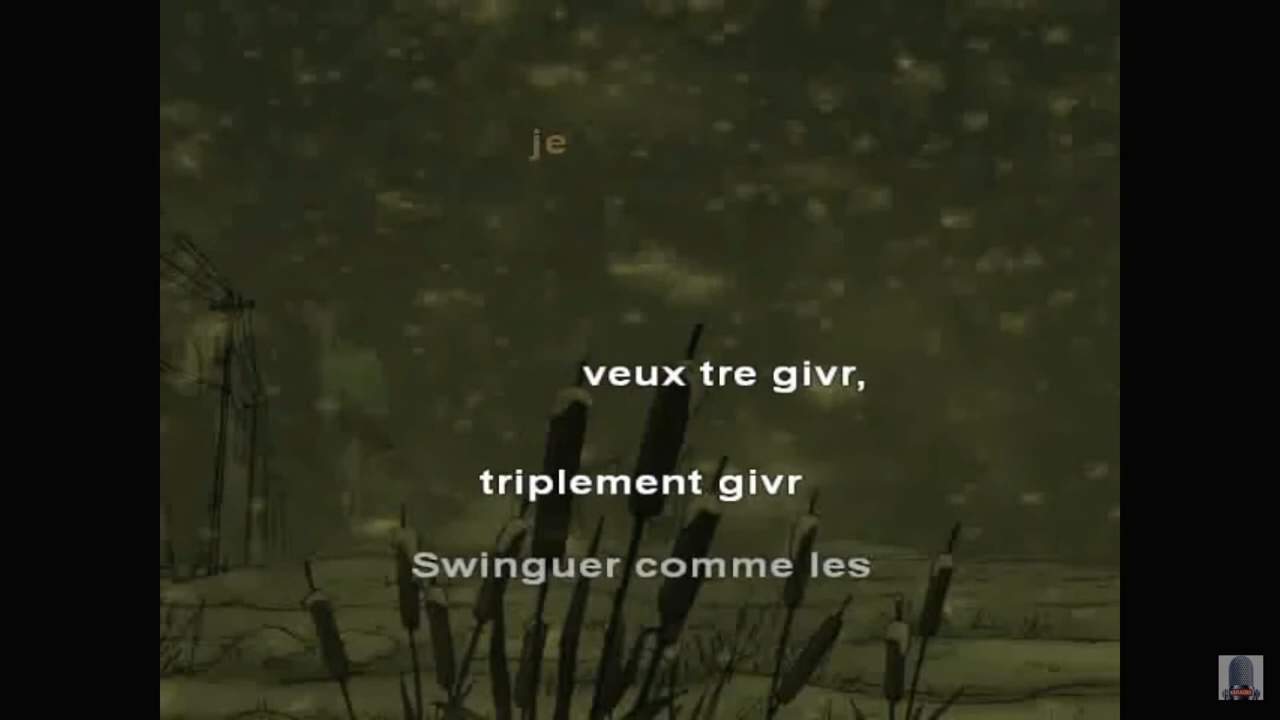 je
veux tre givr,
triplement givr
Swinguer comme les